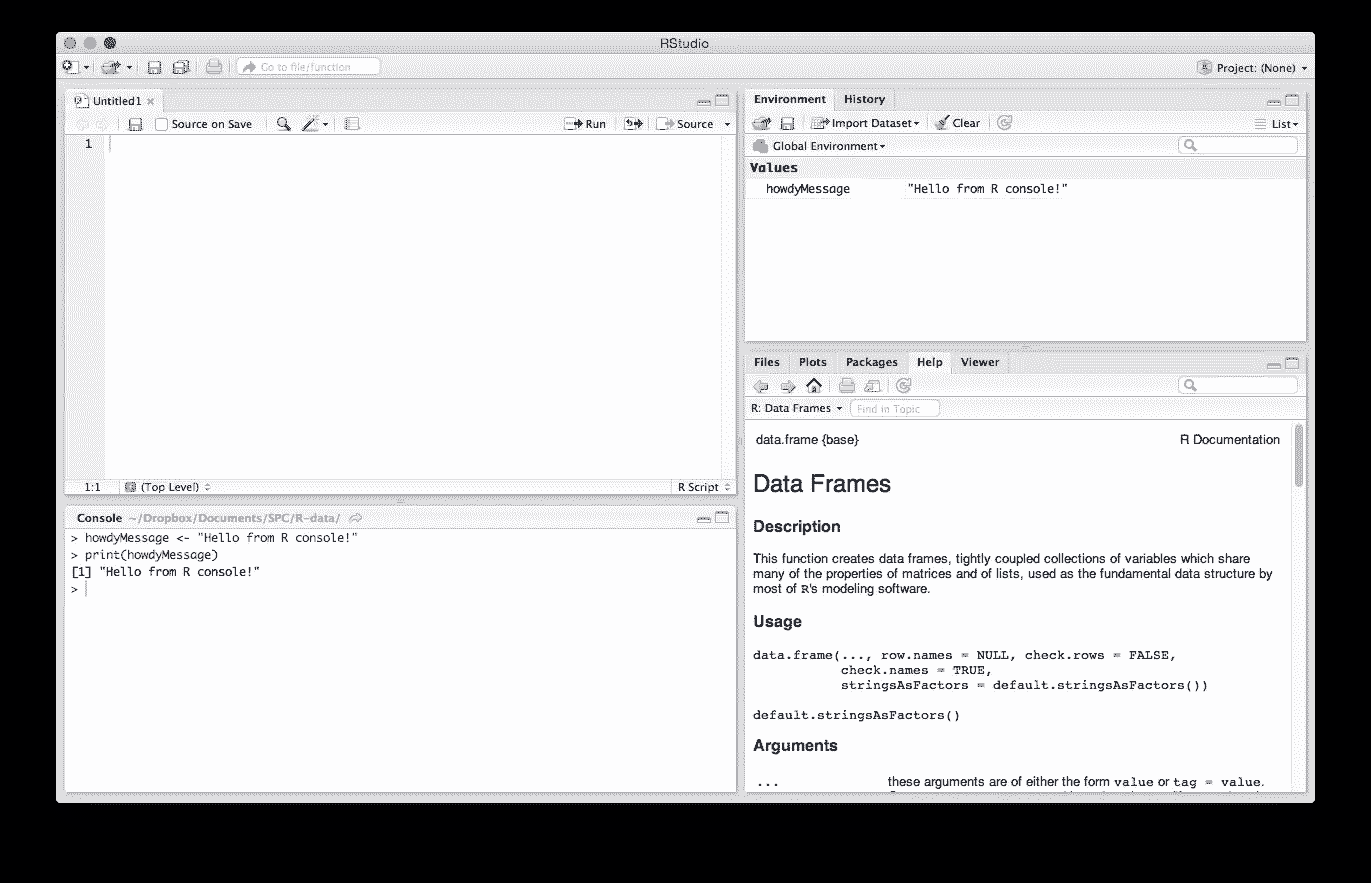 RStudio
Go to file/function
Project: (None)
Untitled1
Source on Save
Run
Source
1
1:1
(Top Level)
R Script
Console ~/Dropbox/Documents/SPC/R-data/
> howdyMessage <- "Hello from R console!"
> print(howdyMessage)
[1] "Hello from R console!"
>
Environment History
Import Dataset
Clear
List
Global Environment
Values
howdyMessage "Hello from R console!"
Files Plots Packages Help Viewer
R: Data Frames
Find in Topic
data.frame {base} R Documentation
Data Frames
Description
This function creates data frames, tightly coupled collections of variables which share
many of the properties of matrices and of lists, used as the fundamental data structure by
most of R's modeling software.
Usage
data.frame(..., row.names = NULL, check.rows = FALSE,
check.names = TRUE,
stringsAsFactors = default.stringsAsFactors())
default.stringsAsFactors()
Arguments
... these arguments are of either the form value or tag = value.